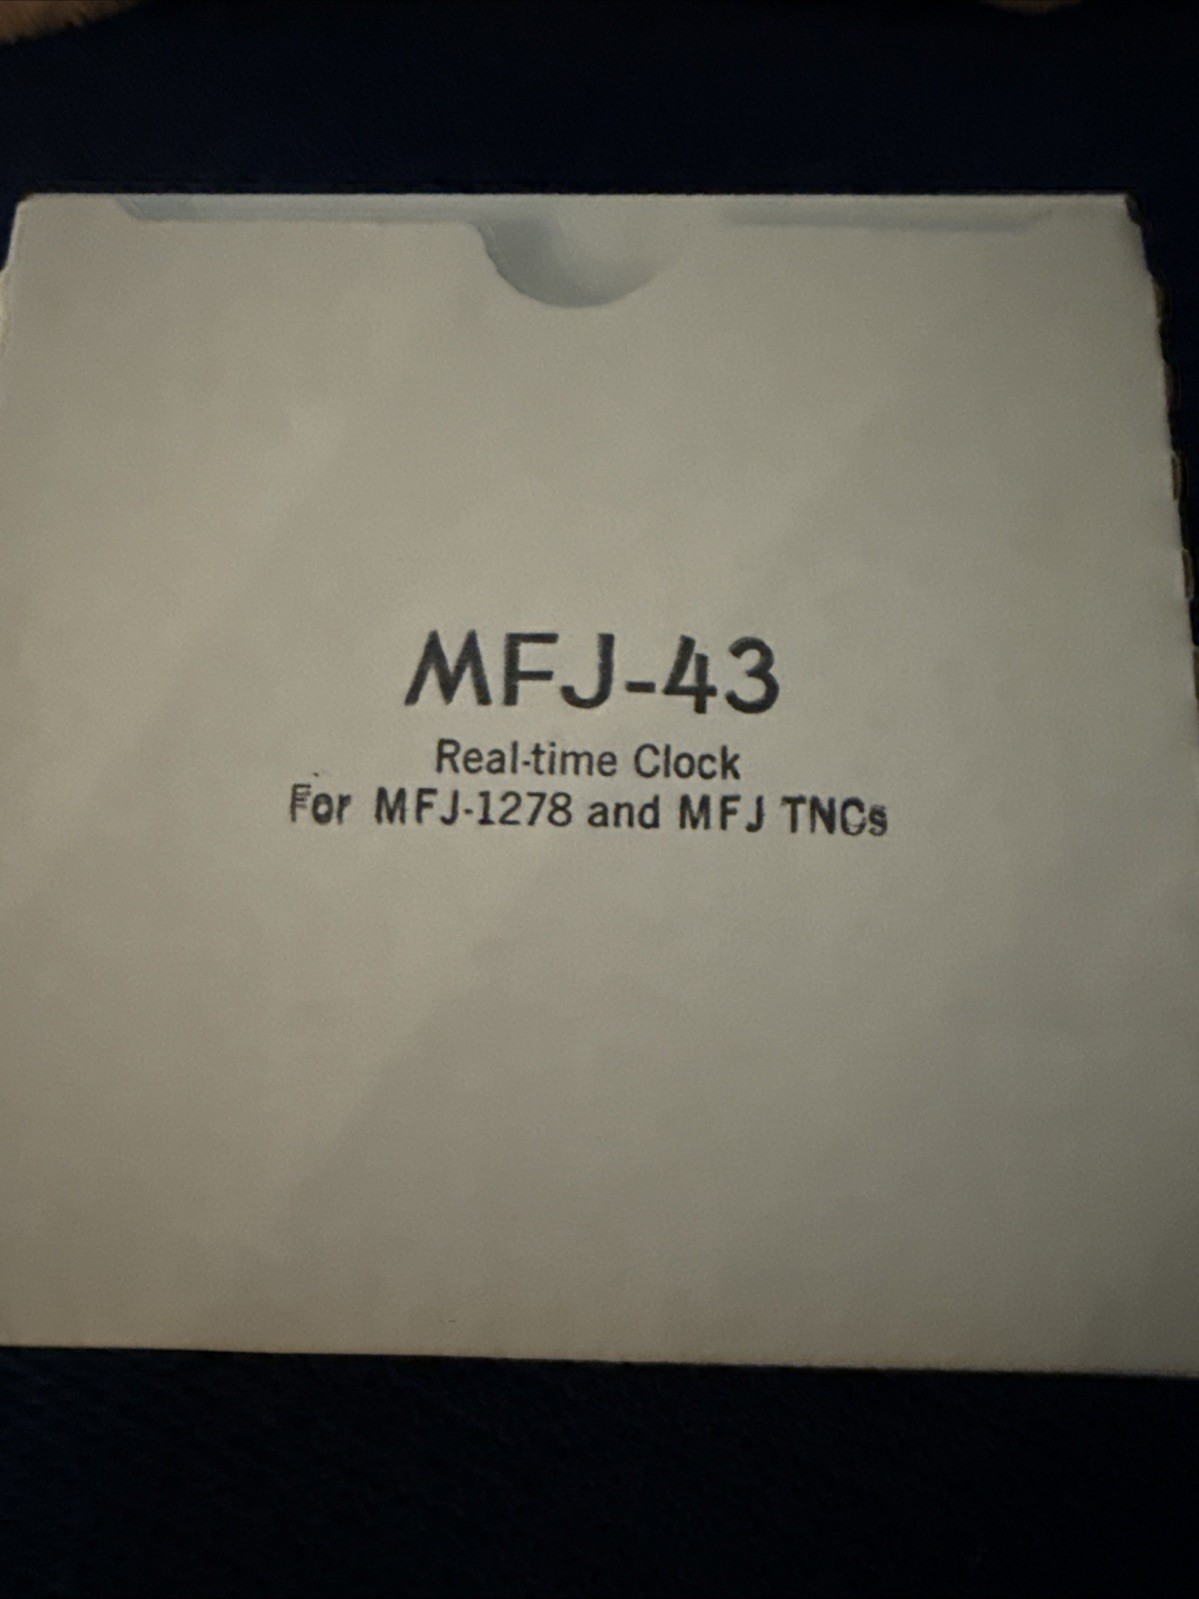 MFJ-43
Real-time Clock
For MFJ-1278 and MFJ TNCs